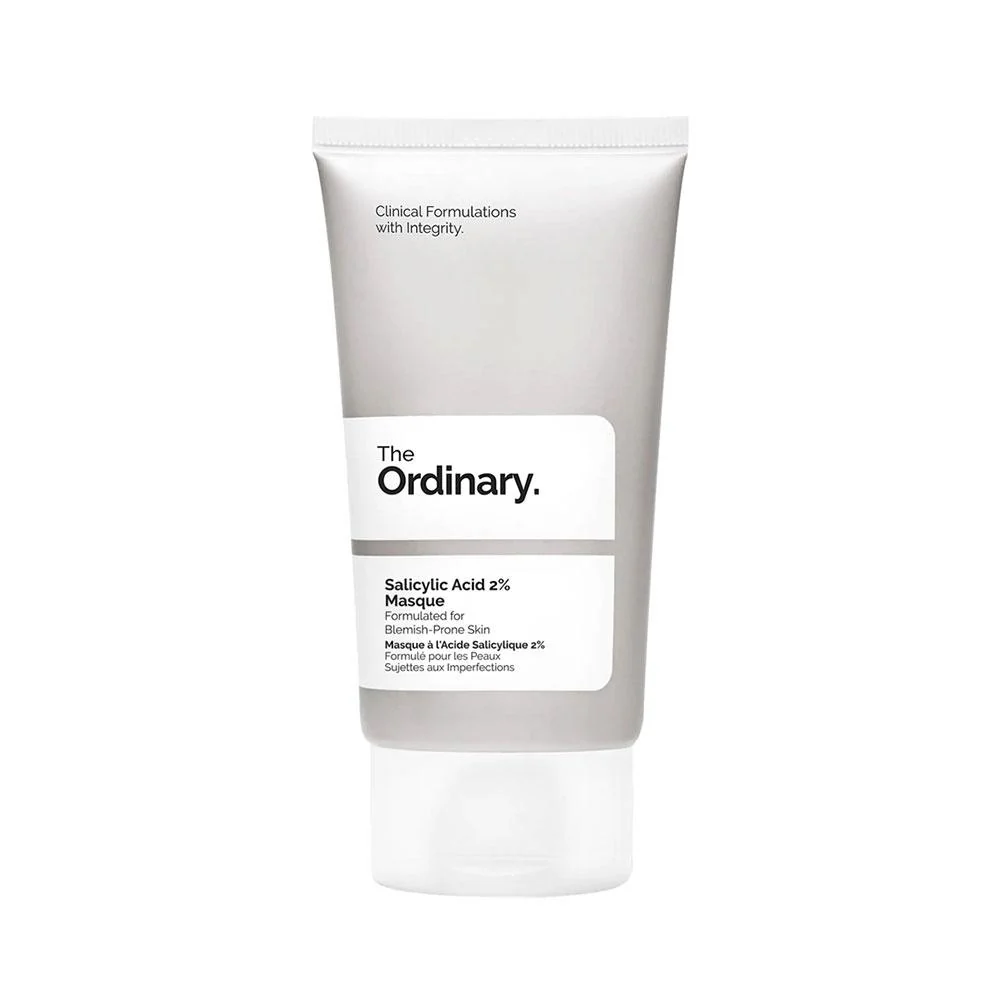 Clinical Formulations
with Integrity.
The
Ordinary.
Salicylic Acid 2%
Masque
Formulated for
Blemish-Prone Skin
Masque à l'Acide Salicylique 2%
Formulé pour les Peaux
Sujettes aux Imperfections